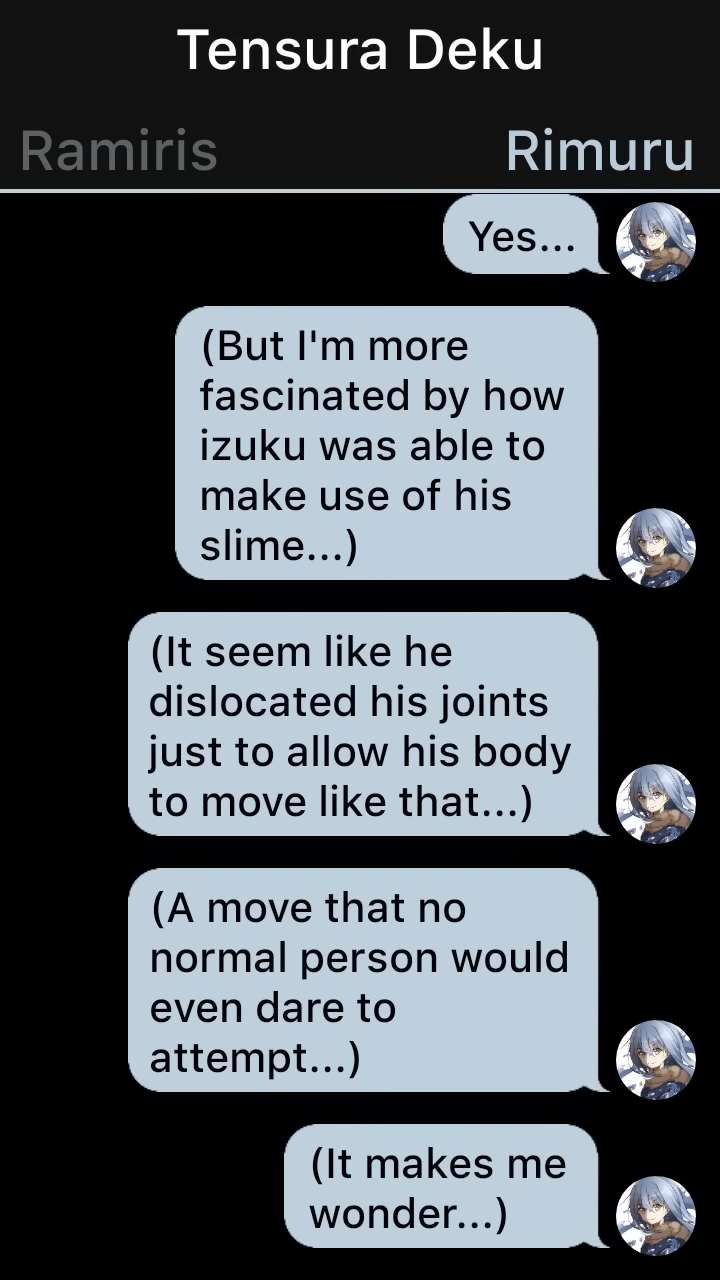 Tensura Deku
Ramiris
Rimuru
Yes...
(But I'm more
fascinated by how
izuku was able to
make use of his
slime...)
(It seem like he
dislocated his joints
just to allow his body
to move like that...)
(A move that no
normal person would
even dare to
attempt...)
(It makes me
wonder...)